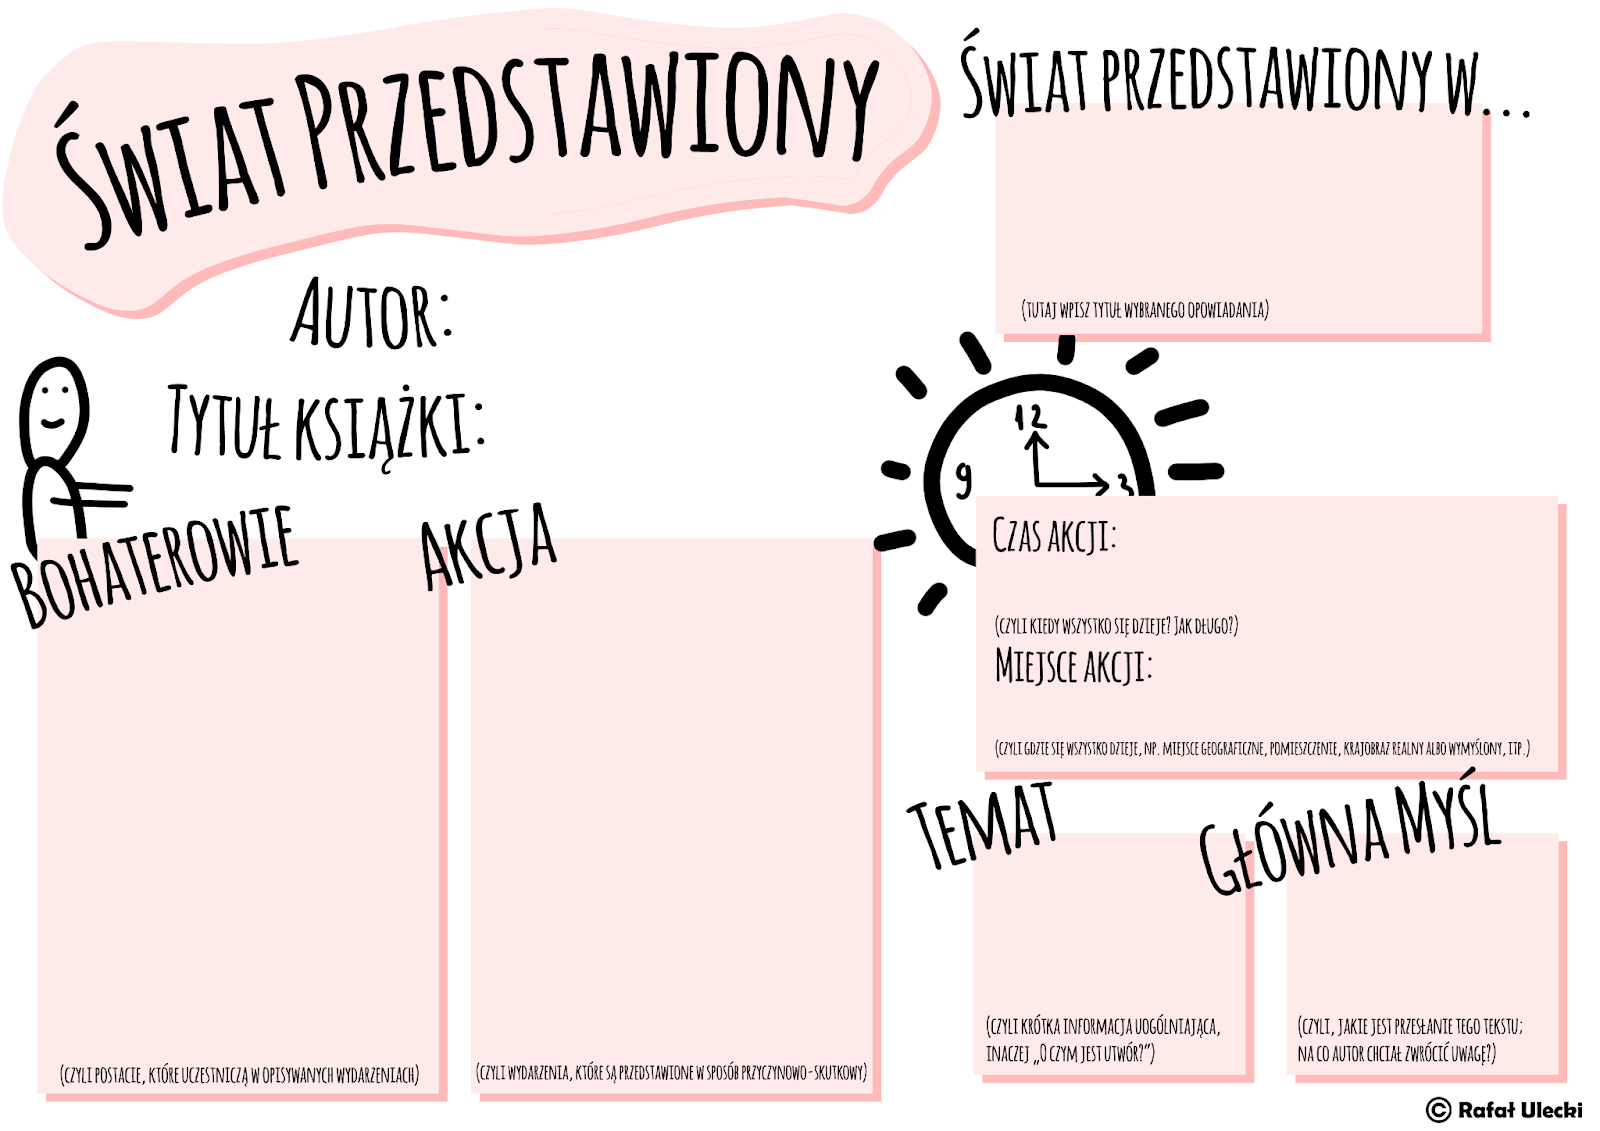 Świat Przedstawiony
Świat przedstawiony w...
(tutaj wpisz tytuł wybranego opowiadania)
Autor:
Tytuł książki:
12
9
3
Bohaterowie
(czyli postacie, które uczestniczą w opisywanych wydarzeniach)
akcja
(czyli wydarzenia, które są przedstawione w sposób przyczynowo-skutkowy)
Czas akcji:
(czyli kiedy wszystko się dzieje? Jak długo?)
Miejsce akcji:
(czyli gdzie się wszystko dzieje, np. miejsce geograficzne, pomieszczenie, krajobraz realny albo wymyślony, itp.)
Temat
(czyli krótka informacja uogólniająca,
inaczej „O czym jest utwór?”)
Główna Myśl
(czyli, jakie jest przesłanie tego tekstu;
na co autor chciał zwrócić uwagę?)
© Rafał Ulecki